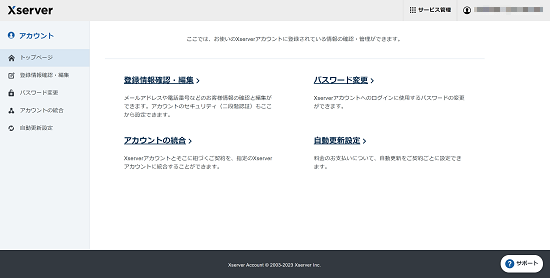 Xserver
サービス管理
アカウント
トップページ
登録情報確認・編集
パスワード変更
アカウントの統合
自動更新設定
ここでは、お使いのXserverアカウントに登録されている情報の確認・管理ができます。
登録情報確認・編集
メールアドレスや電話番号などのお客様情報の確認と編集が
できます。アカウントのセキュリティ（二段階認証）もここ
から設定できます。
パスワード変更
Xserverアカウントへのログインに使用するパスワードの変更
ができます。
アカウントの統合
Xserverアカウントとそこに紐づくご契約を、指定のXserver
アカウントに統合することができます。
自動更新設定
料金のお支払いについて、自動更新をご契約ごとに設定でき
ます。
Xserver Account © 2003-2023 Xserver Inc.
? サポート